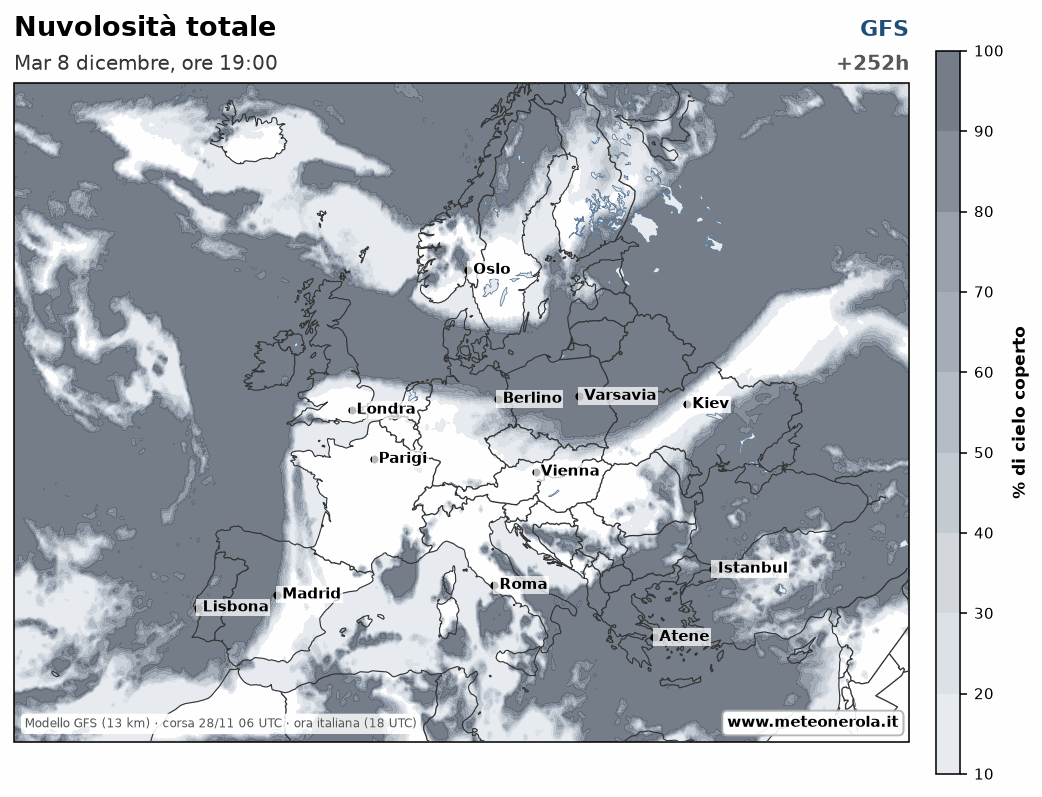 Nuvolosità totale
GFS
Mar 8 dicembre, ore 19:00
+252h
100
90
80
70
60
50
40
30
20
10
% di cielo coperto
Oslo
Berlino
Varsavia
Kiev
Londra
Parigi
Vienna
Istanbul
Roma
Madrid
Lisbona
Atene
Modello GFS (13 km) · corsa 28/11 06 UTC · ora italiana (18 UTC)
www.meteonerola.it